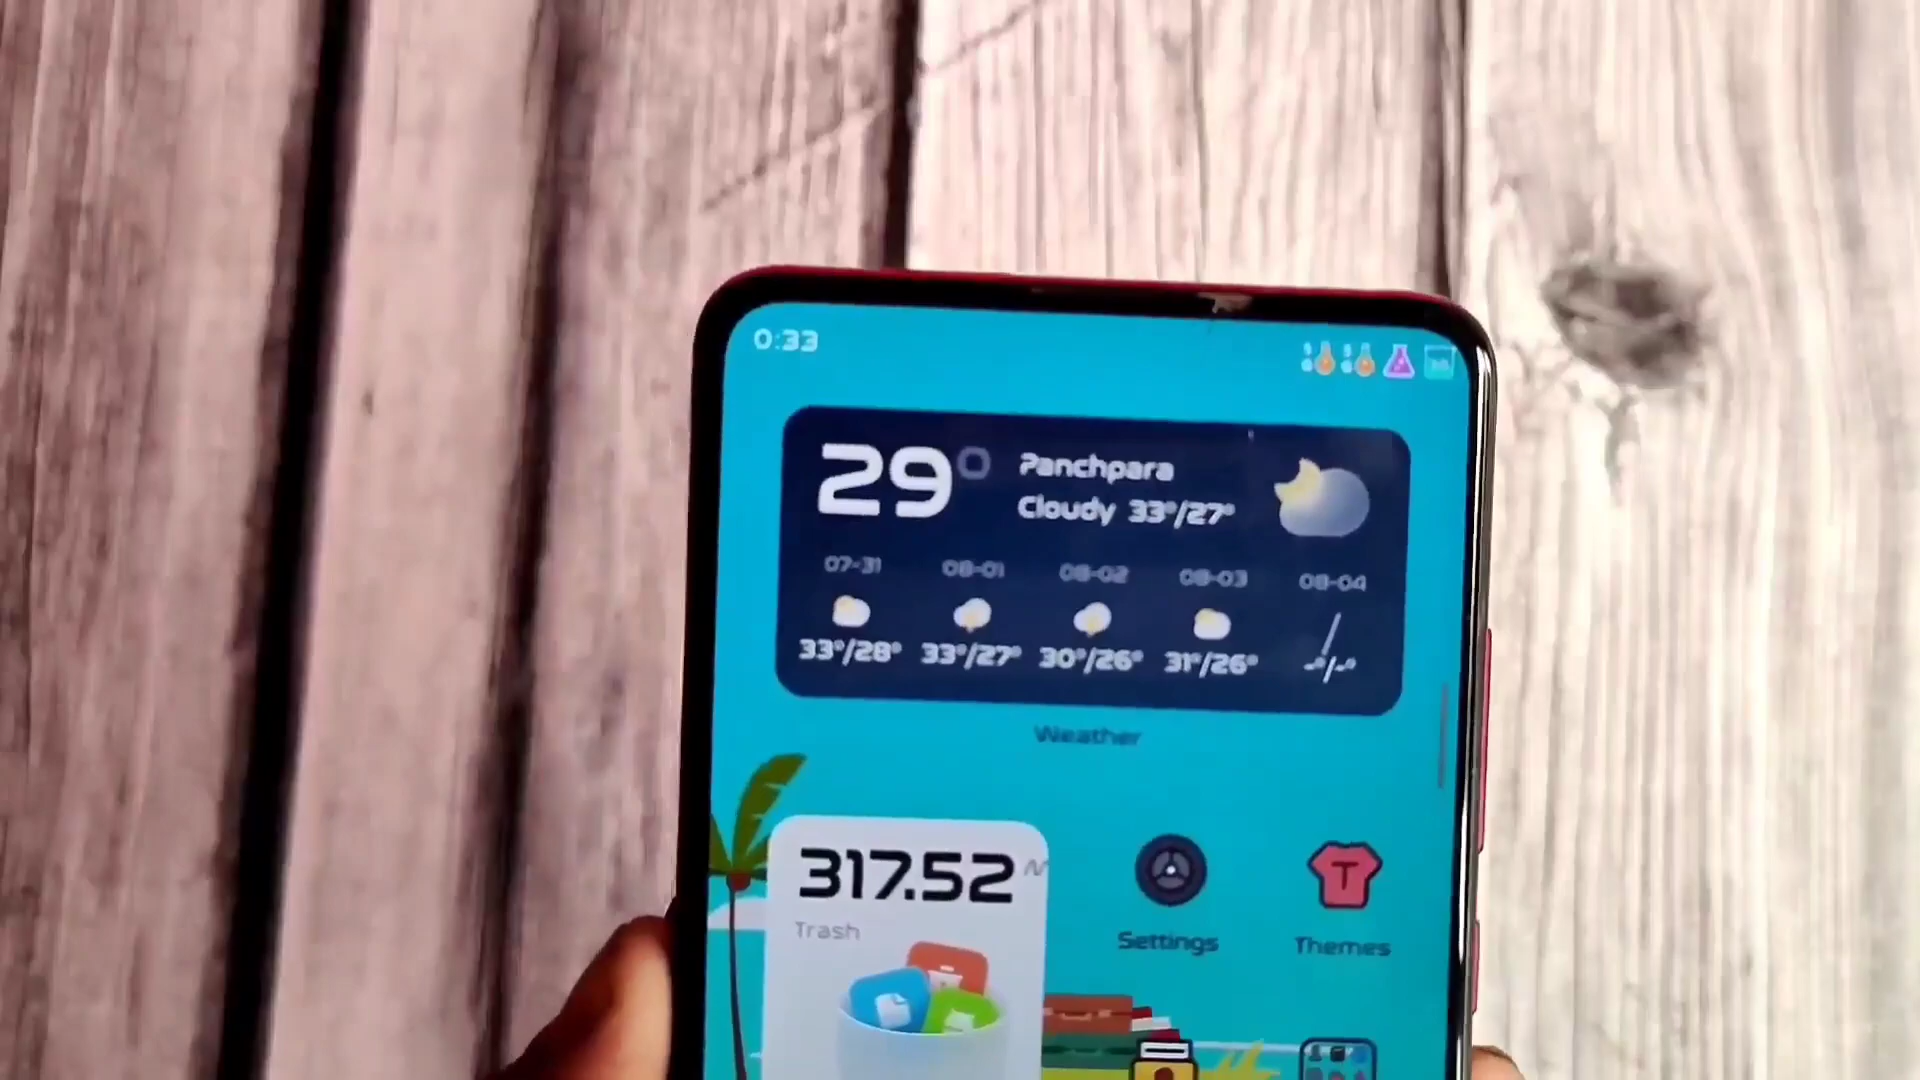 0:33
29°
Panchpara
Cloudy 33°/27°
07-31 08-01 08-02 08-03 08-04
33°/28° 33°/27° 30°/26° 31°/26° -°/-°
Weather
317.52
Trash
Settings
Themes